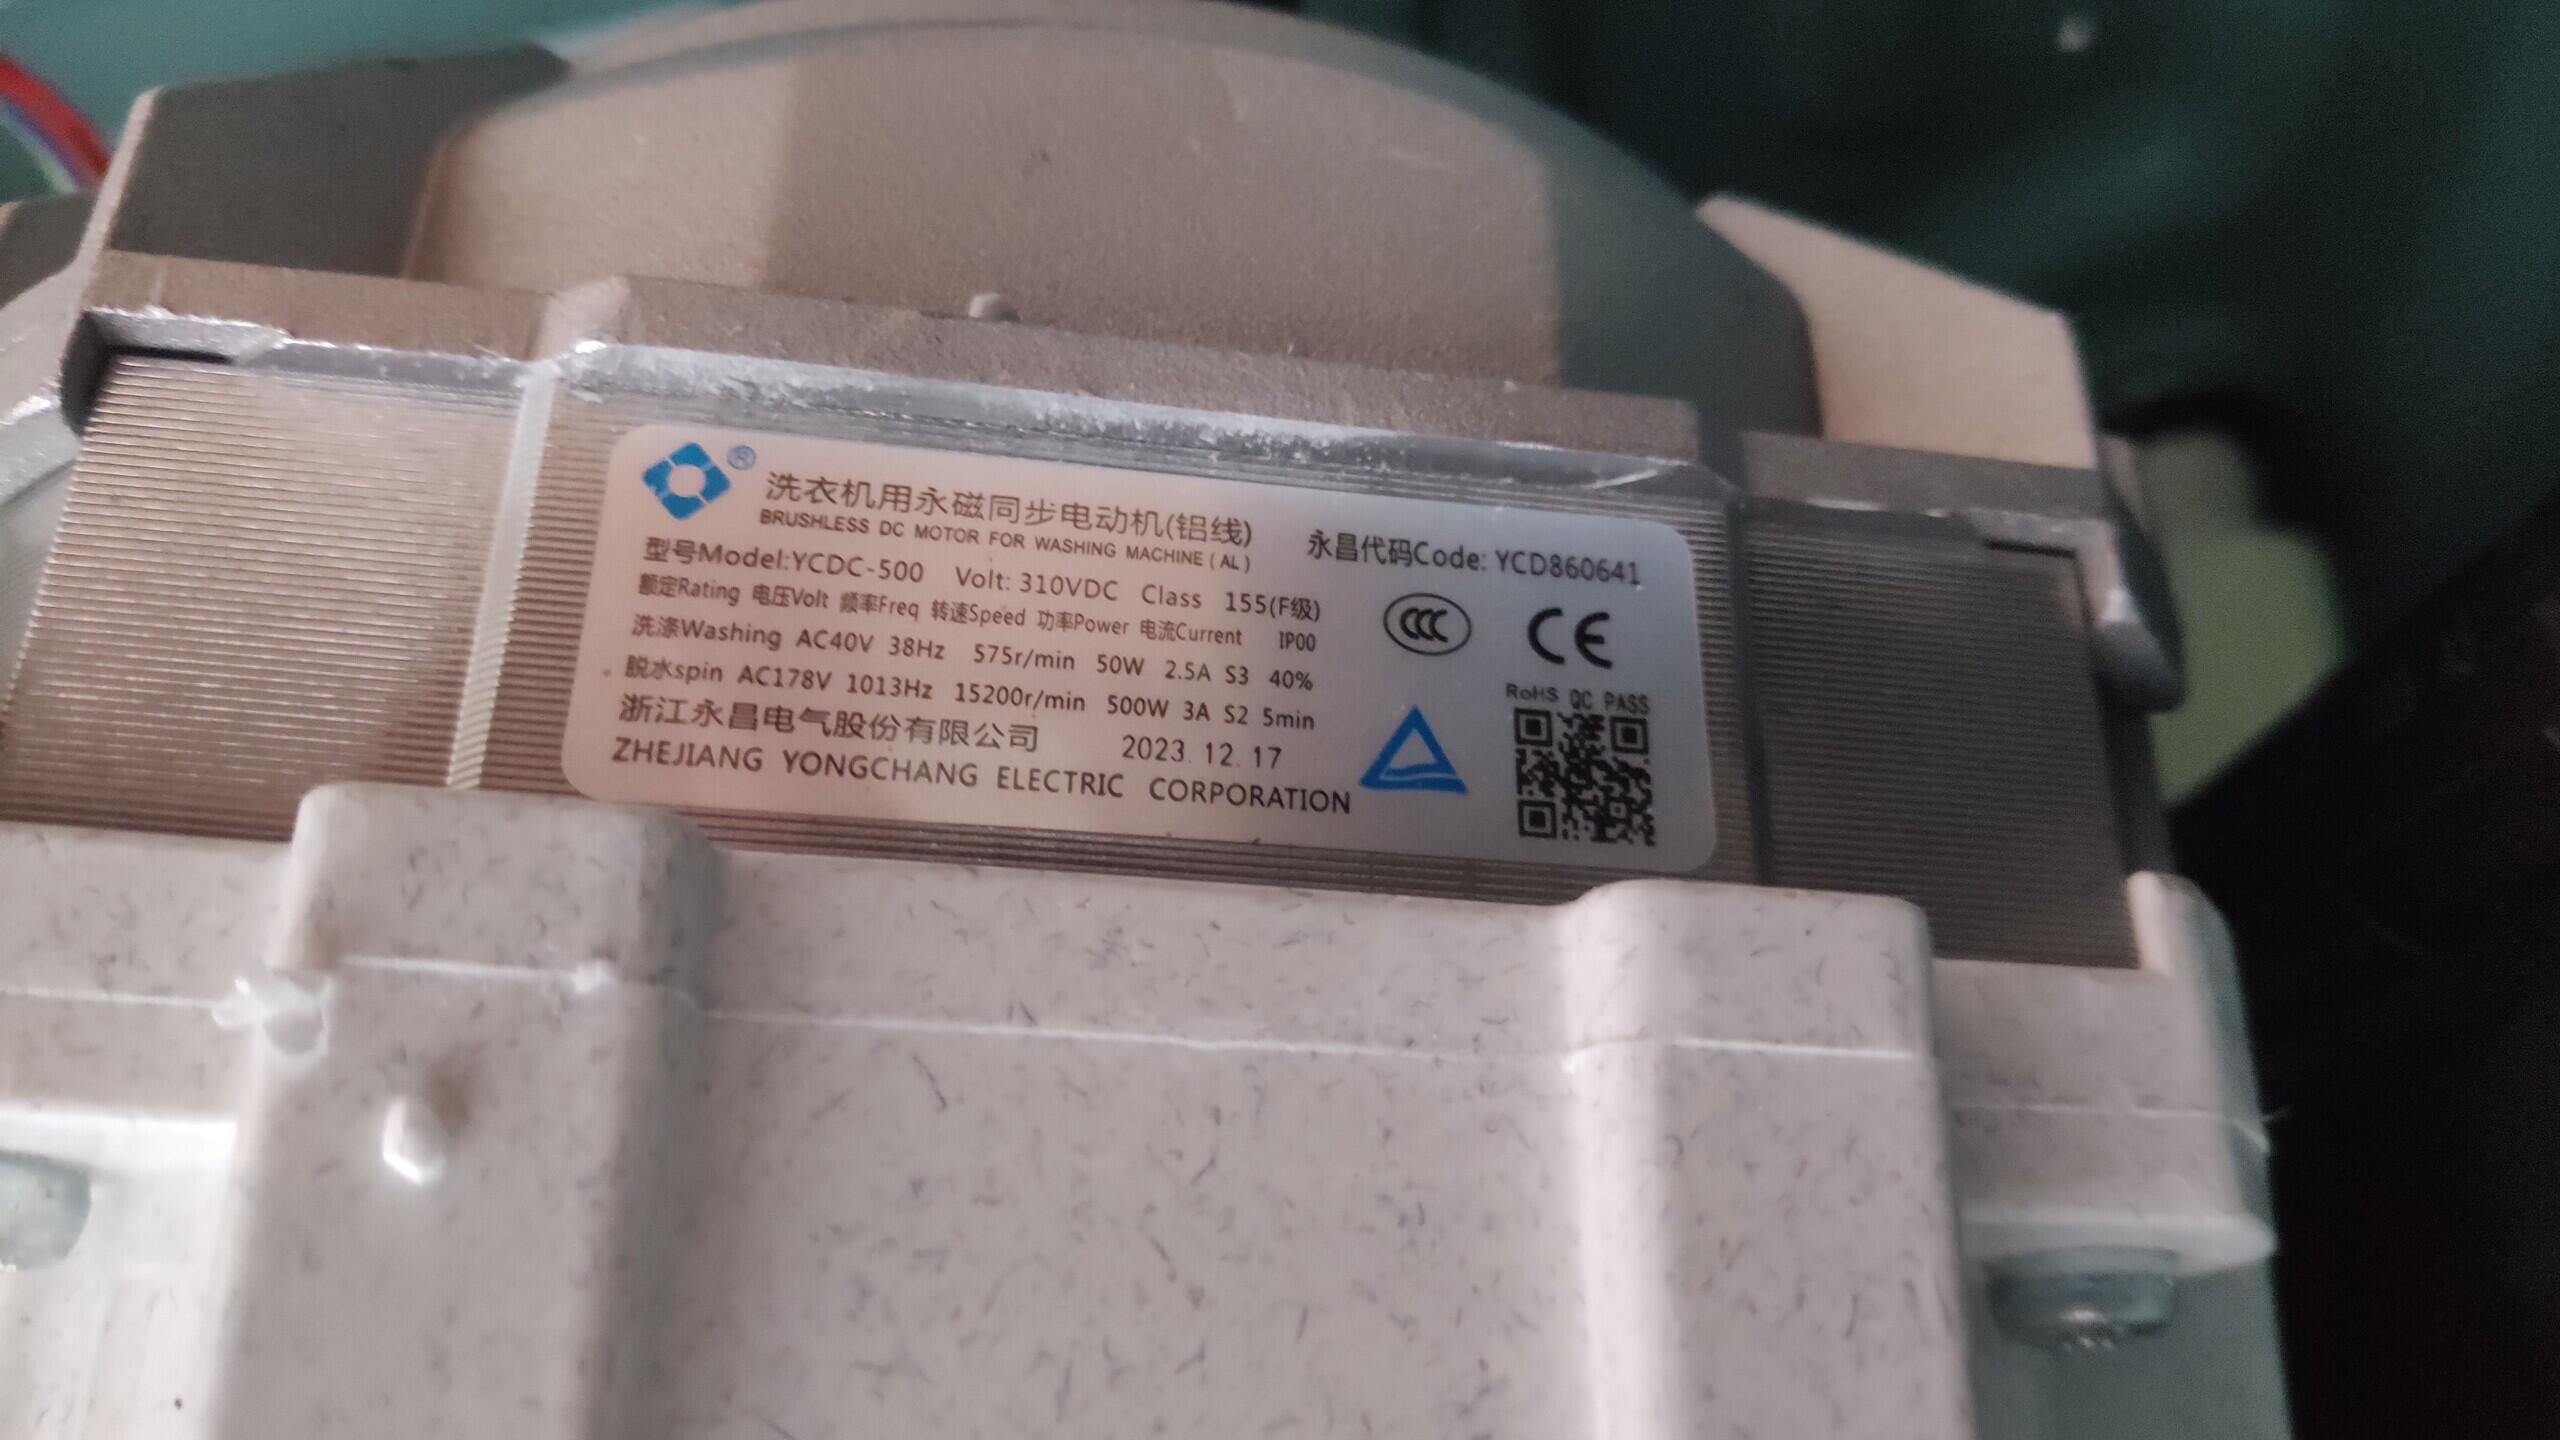 ®
洗衣机用永磁同步电动机(铝线)
BRUSHLESS DC MOTOR FOR WASHING MACHINE (AL)
永昌代码Code: YCD860641
型号Model:YCDC-500 Volt: 310VDC Class 155(F级)
额定Rating 电压Volt 频率Freq 转速Speed 功率Power 电流Current IP00
洗涤Washing AC40V 38Hz 575r/min 50W 2.5A S3 40%
脱水spin AC178V 1013Hz 15200r/min 500W 3A S2 5min
浙江永昌电气股份有限公司 2023.12.17
ZHEJIANG YONGCHANG ELECTRIC CORPORATION
CCC CE
RoHS QC PASS